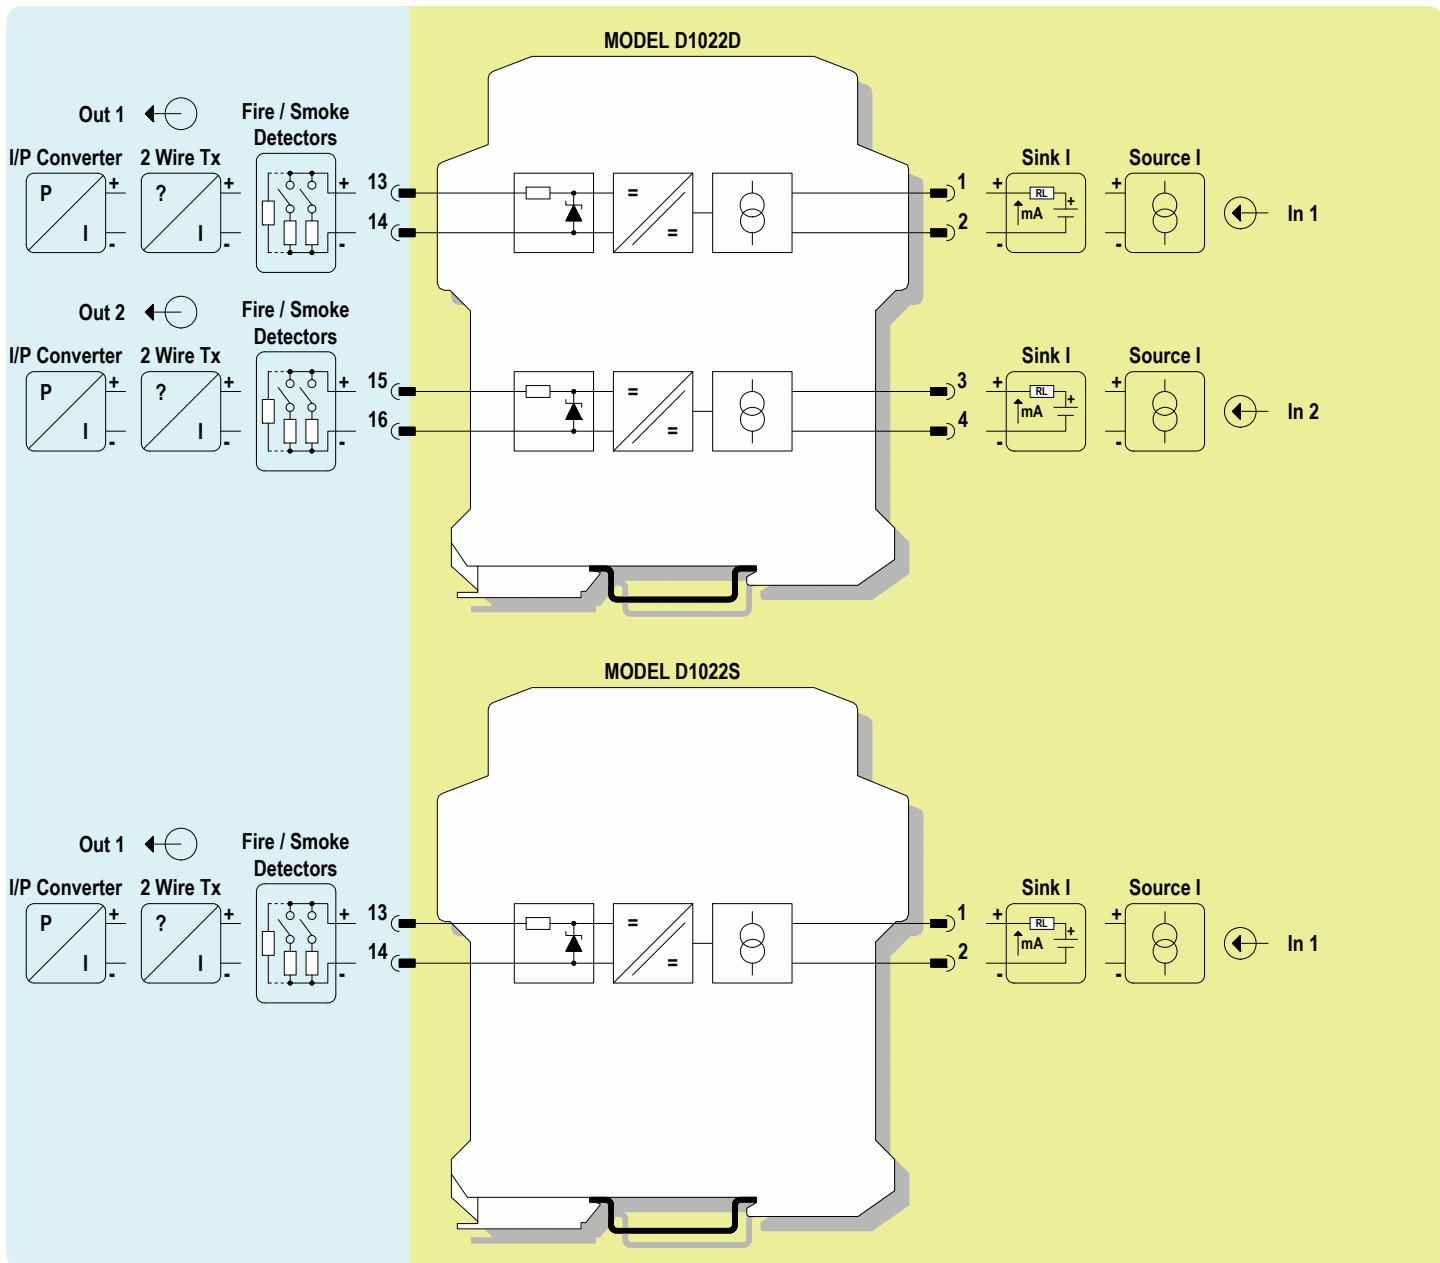 MODEL D1022D
Out 1
Fire / Smoke
Detectors
I/P Converter 2 Wire Tx
Sink I Source I
P I + -
? I + -
+ -
13
14
=
=
1
2
+ - RL mA +
+ -
In 1
Out 2
Fire / Smoke
Detectors
I/P Converter 2 Wire Tx
Sink I Source I
P I + -
? I + -
+ -
15
16
=
=
3
4
+ - RL mA +
+ -
In 2
MODEL D1022S
Out 1
Fire / Smoke
Detectors
I/P Converter 2 Wire Tx
Sink I Source I
P I + -
? I + -
+ -
13
14
=
=
1
2
+ - RL mA +
+ -
In 1